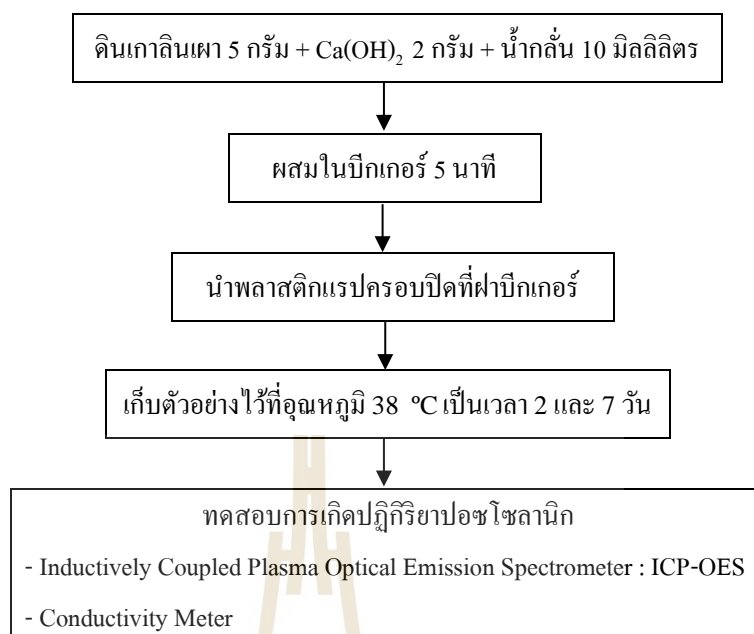 ดินเกาลินเผา 5 กรัม + Ca(OH)₂ 2 กรัม + น้ำกลั่น 10 มิลลิลิตร
ผสมในบีกเกอร์ 5 นาที
นำพลาสติกแรปครอบปิดที่ฝาบีกเกอร์
เก็บตัวอย่างไว้ที่อุณหภูมิ 38 ºC เป็นเวลา 2 และ 7 วัน
ทดสอบการเกิดปฏิกิริยาปอซโซลานิก
- Inductively Coupled Plasma Optical Emission Spectrometer : ICP-OES
- Conductivity Meter